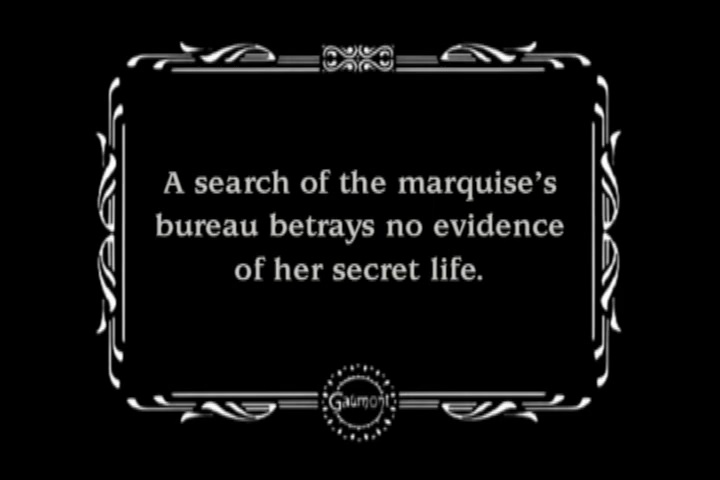 A search of the marquise’s
bureau betrays no evidence
of her secret life.
Gaumont